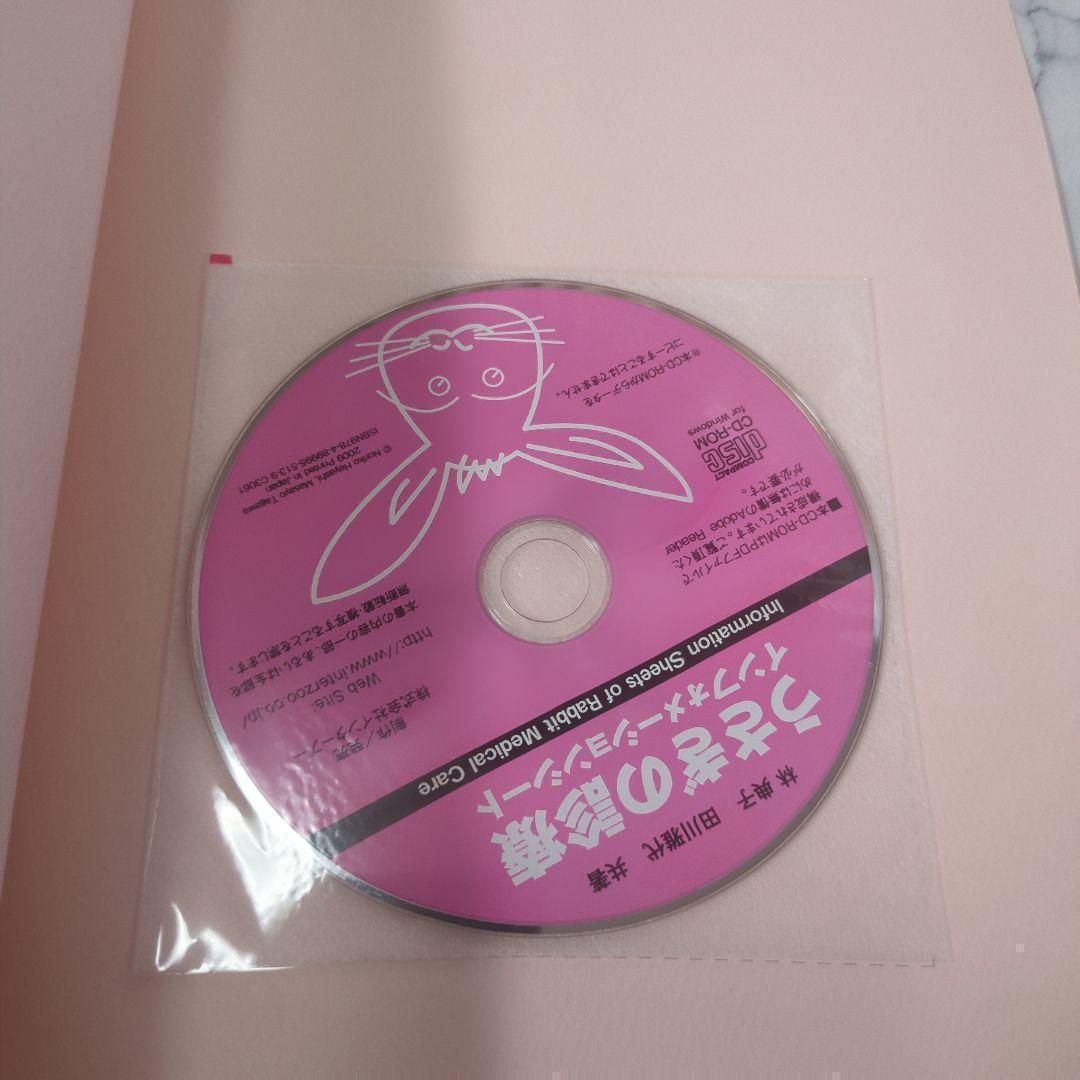 林 典子　田川雅代　共著
うさぎの診療
インフォメーションシート
Information Sheets of Rabbit Medical Care
■本CD-ROMはPDFファイルで
構成されています。ご覧頂くた
めには無償のAdobe Reader
が必要です。
COMPACT
disc
CD-ROM
for Windows
※本CD-ROMからデータを
コピーすることはできません。
制作／発売
株式会社インターズー
Web Site:
http://www.interzoo.co.jp/
本書の内容の一部、あるいは全部を
無断転載・複写することを禁じます。
© Noriko Hayashi, Masayo Tagawa
2009 Printed in Japan
ISBN978-4-89995-513-9 C3061